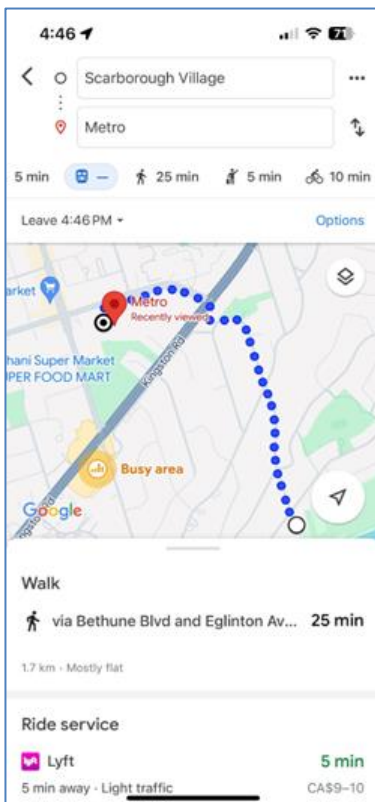 4:46
71
Scarborough Village
Metro
5 min
—
25 min
5 min
10 min
Leave 4:46 PM
Options
arket
Metro
Recently viewed
hani Super Market
PER FOOD MART
Kingston Rd
Busy area
Google
Walk
via Bethune Blvd and Eglinton Av... 25 min
1.7 km · Mostly flat
Ride service
Lyft 5 min
5 min away · Light traffic CA$9–10